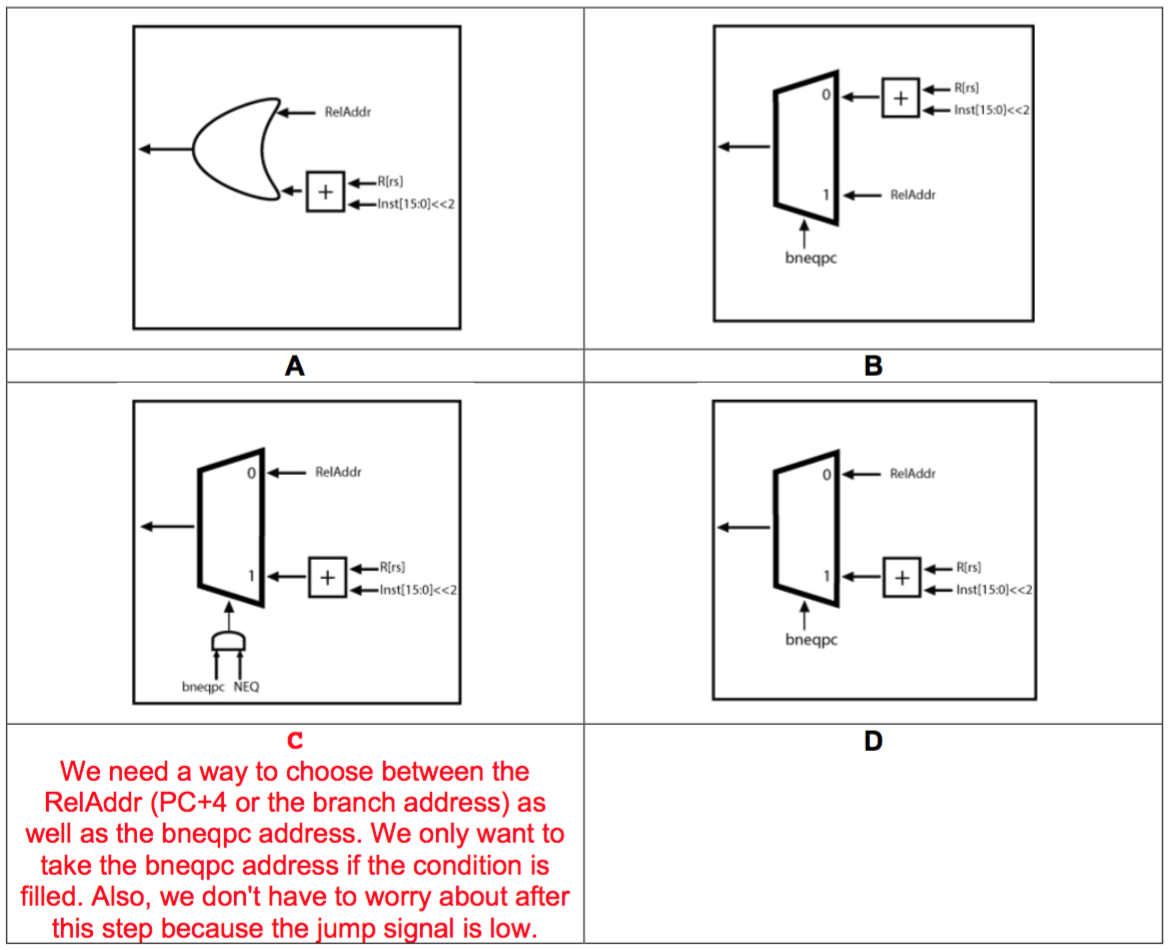 RelAddr
+
R[rs]
Inst[15:0]<<2
A
0
+
R[rs]
Inst[15:0]<<2
1
RelAddr
bneqpc
B
0
RelAddr
1
+
R[rs]
Inst[15:0]<<2
bneqpc NEQ
C
We need a way to choose between the
RelAddr (PC+4 or the branch address) as
well as the bneqpc address. We only want to
take the bneqpc address if the condition is
filled. Also, we don't have to worry about after
this step because the jump signal is low.
0
RelAddr
1
+
R[rs]
Inst[15:0]<<2
bneqpc
D